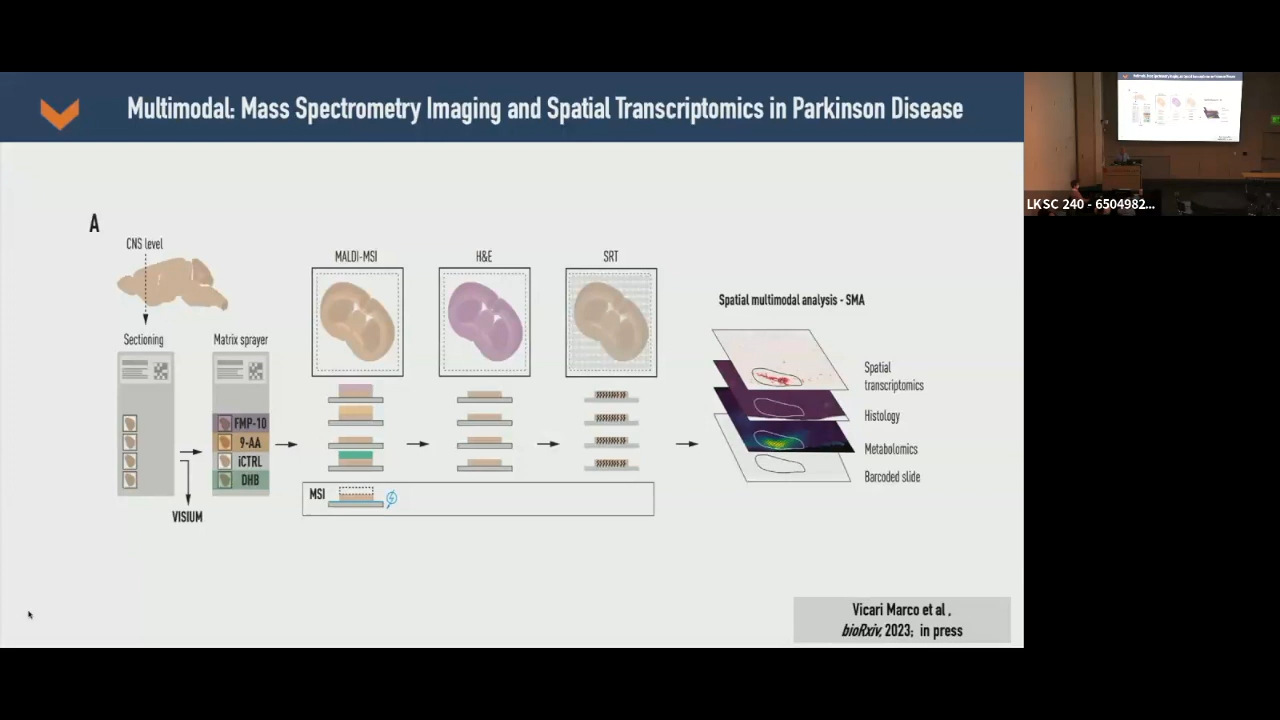 Multimodal: Mass Spectrometry Imaging and Spatial Transcriptomics in Parkinson Disease
LKSC 240 - 6504982...
A
CNS level
MALDI-MSI
H&E
SRT
Spatial multimodal analysis - SMA
Sectioning
Matrix sprayer
FMP-10
9-AA
iCTRL
DHB
VISIUM
MSI
Spatial
transcriptomics
Histology
Metabolomics
Barcoded slide
Vicari Marco et al ,
bioRxiv, 2023; in press